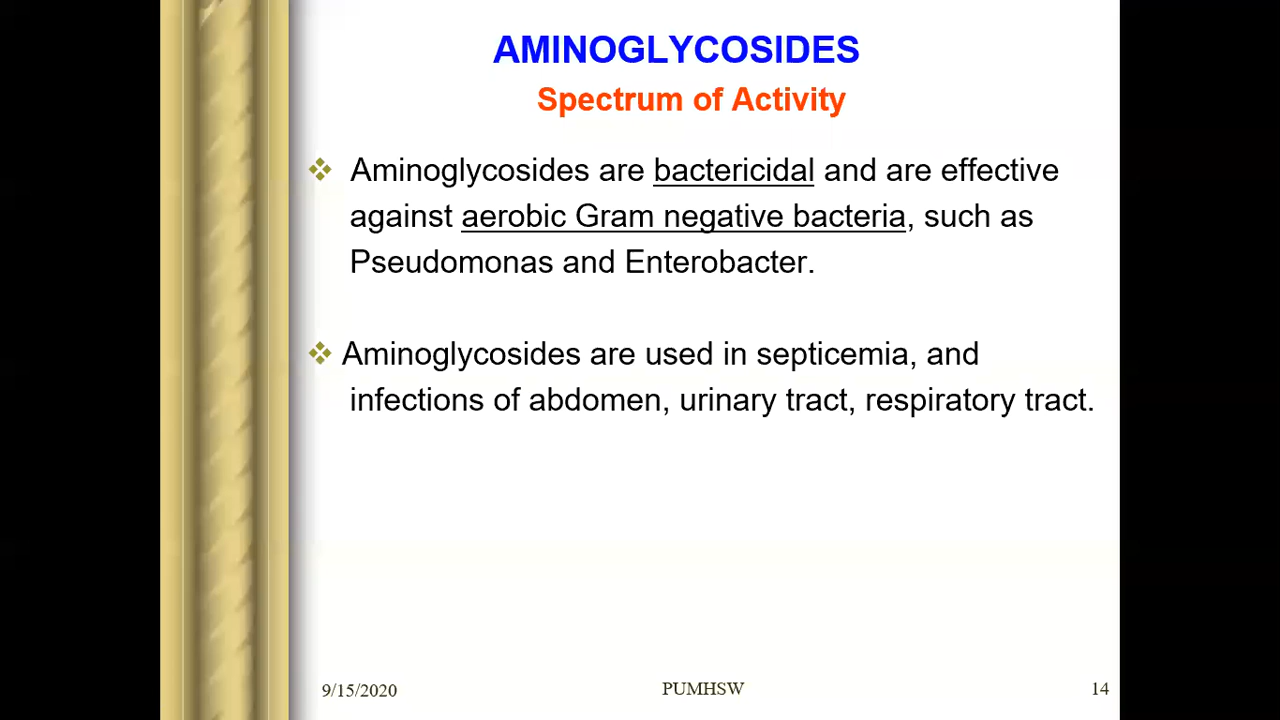 AMINOGLYCOSIDES
Spectrum of Activity
Aminoglycosides are bactericidal and are effective
against aerobic Gram negative bacteria, such as
Pseudomonas and Enterobacter.
Aminoglycosides are used in septicemia, and
infections of abdomen, urinary tract, respiratory tract.
9/15/2020
PUMHSW
14